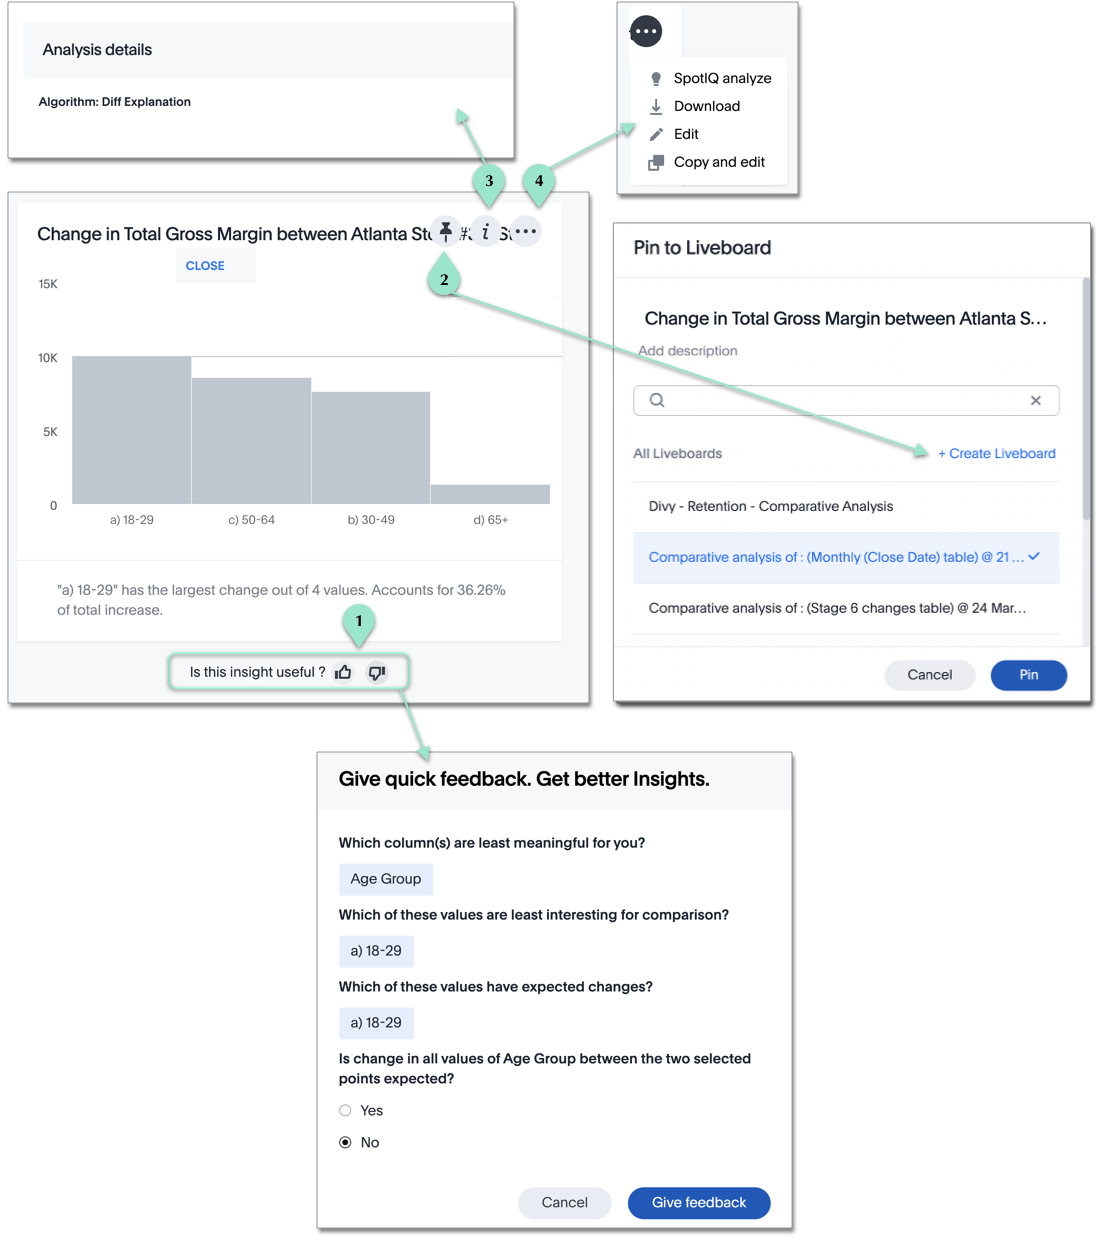 Analysis details
Algorithm: Diff Explanation
SpotIQ analyze
Download
Edit
Copy and edit
3
4
Change in Total Gross Margin between Atlanta
CLOSE
2
15K
10K
5K
0
a) 18-29
c) 50-64
b) 30-49
d) 65+
"a) 18-29" has the largest change out of 4 values. Accounts for 36.26%
of total increase.
1
Is this insight useful ?
Pin to Liveboard
Change in Total Gross Margin between Atlanta S...
Add description
All Liveboards
+ Create Liveboard
Divy - Retention - Comparative Analysis
Comparative analysis of : (Monthly (Close Date) table) @ 21 ...
Comparative analysis of : (Stage 6 changes table) @ 24 Mar...
Cancel
Pin
Give quick feedback. Get better Insights.
Which column(s) are least meaningful for you?
Age Group
Which of these values are least interesting for comparison?
a) 18-29
Which of these values have expected changes?
a) 18-29
Is change in all values of Age Group between the two selected
points expected?
Yes
No
Cancel
Give feedback